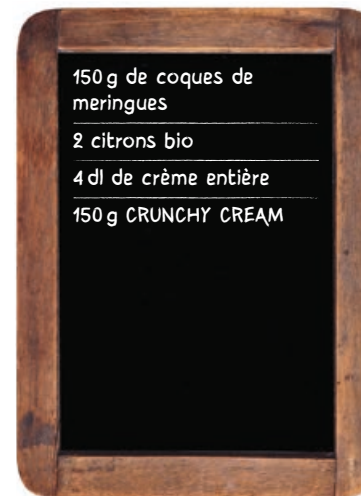 150 g de coques de
meringues
2 citrons bio
4 dl de crème entière
150 g CRUNCHY CREAM